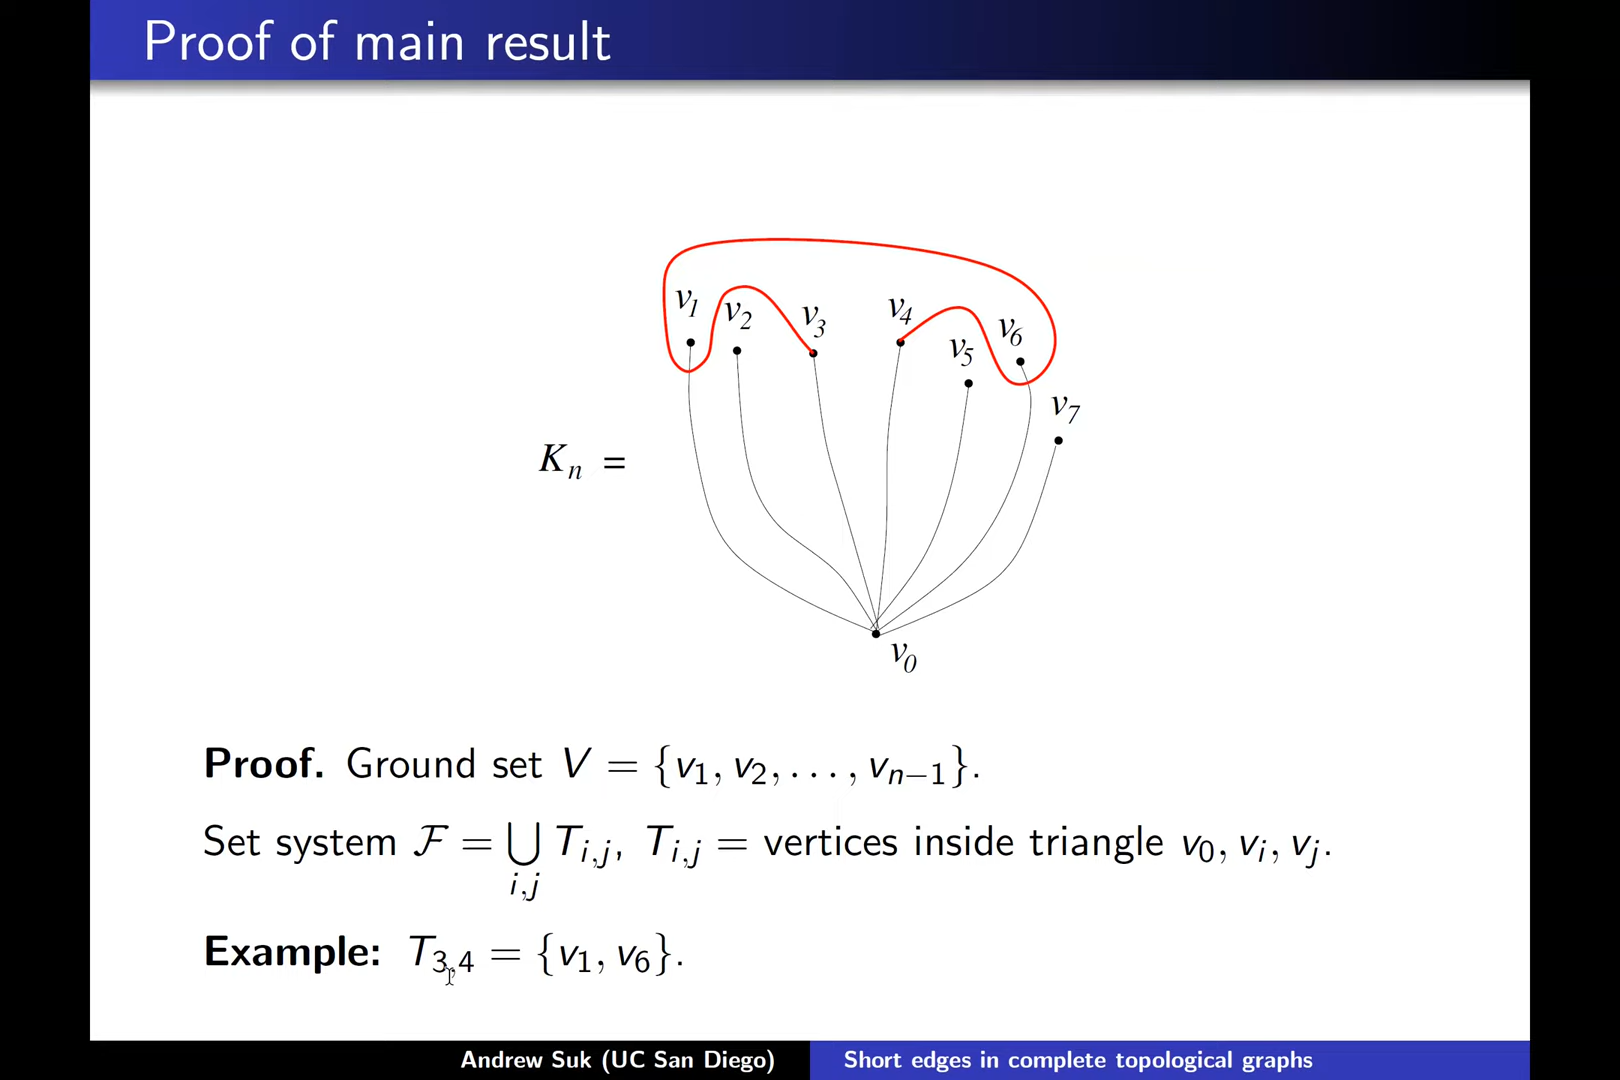 Proof of main result
v1 v2 v3 v4 v5 v6 v7
Kn =
v0
Proof. Ground set V = {v1, v2, . . . , vn−1}.
Set system F = ⋃ Ti,j, Ti,j = vertices inside triangle v0, vi, vj.
i,j
Example: T3,4 = {v1, v6}.
Andrew Suk (UC San Diego) Short edges in complete topological graphs